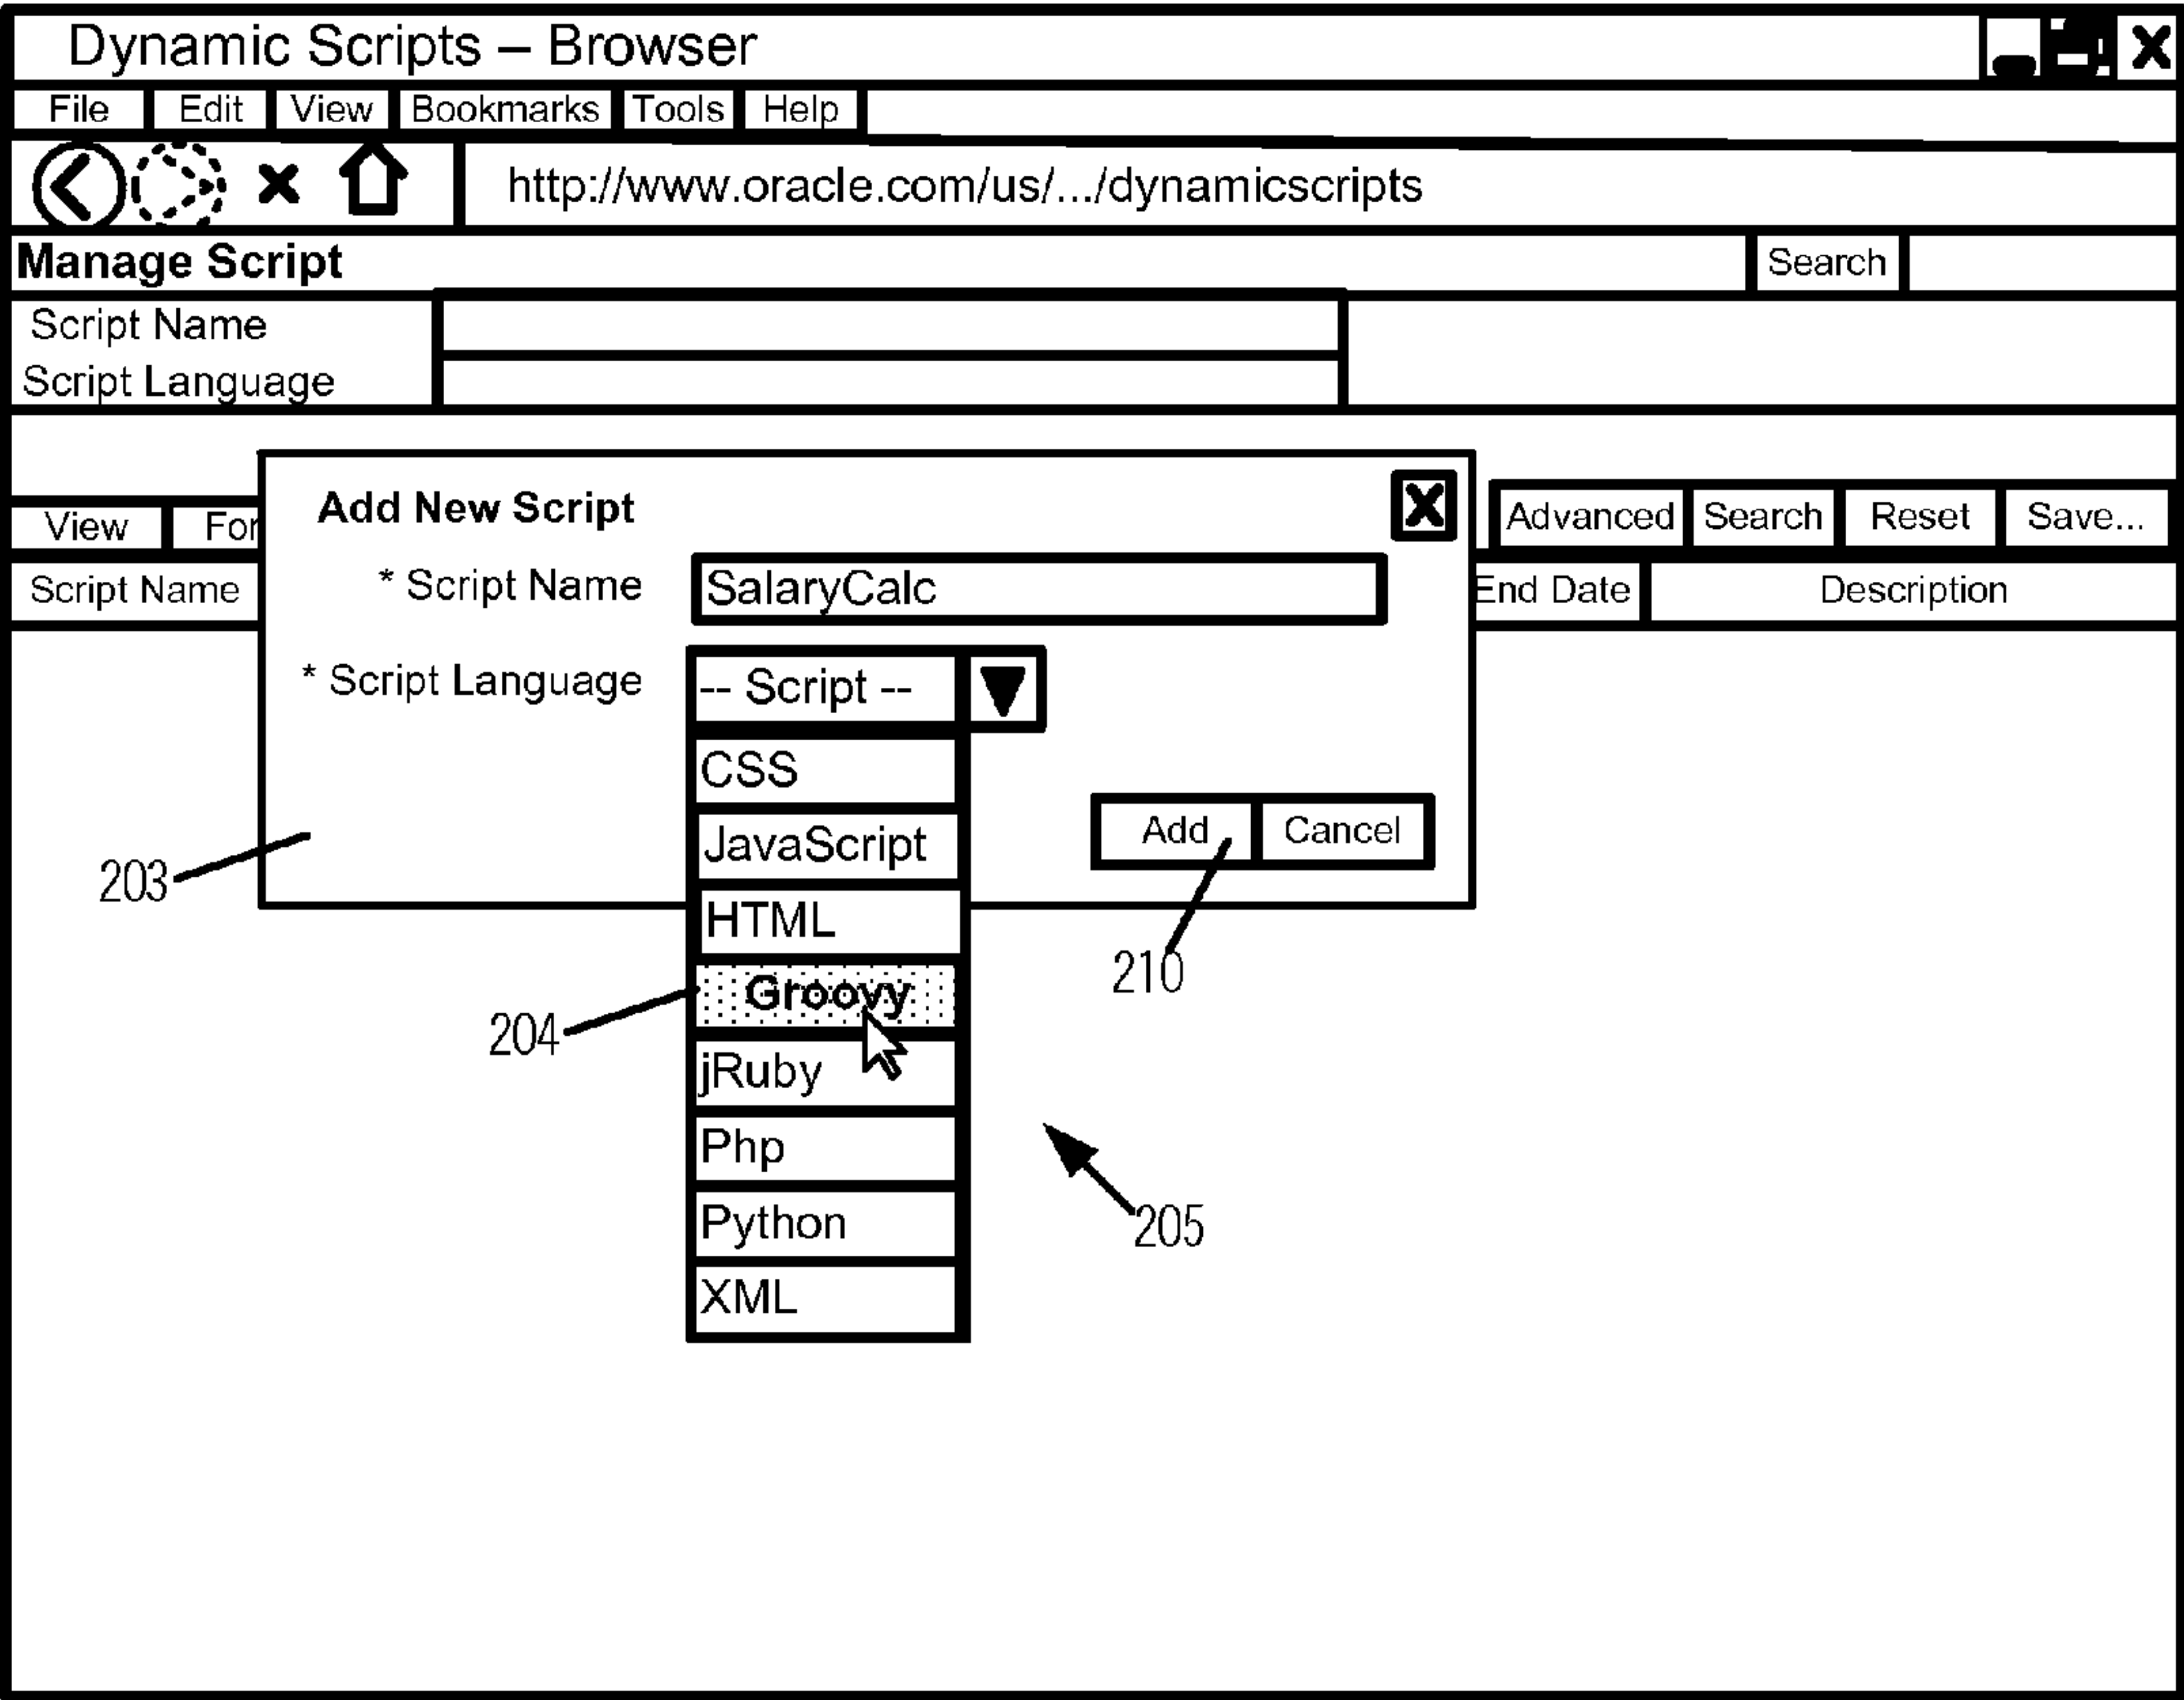 Dynamic Scripts – Browser
File Edit View Bookmarks Tools Help
http://www.oracle.com/us/.../dynamicscripts
Manage Script Search
Script Name
Script Language
Add New Script
View For Advanced Search Reset Save...
* Script Name SalaryCalc
Script Name End Date Description
* Script Language -- Script --
CSS
JavaScript Add Cancel
203
HTML
210
Groovy
204
jRuby
Php
Python 205
XML